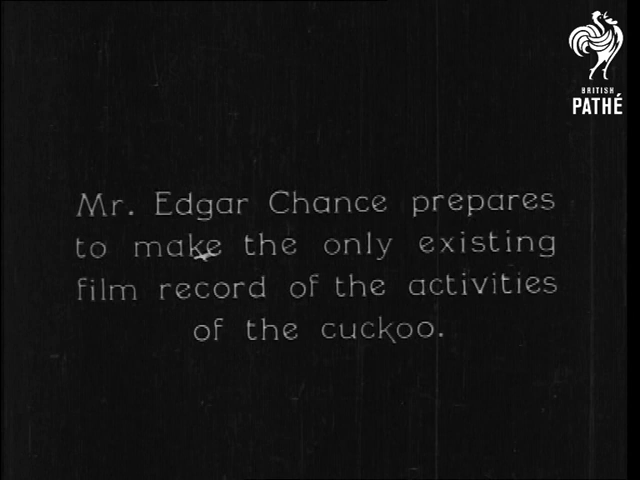 BRITISH
PATHÉ
Mr. Edgar Chance prepares
to make the only existing
film record of the activities
of the cuckoo.